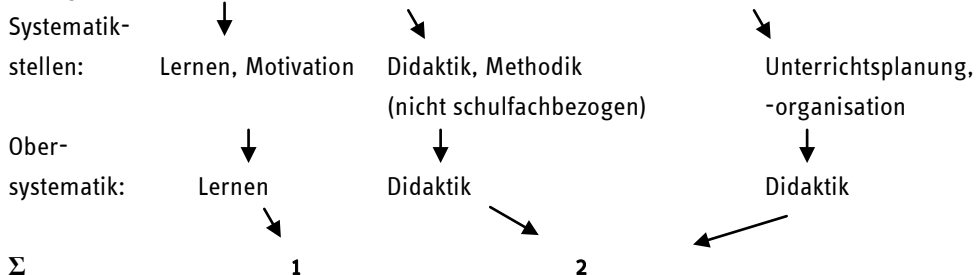 Systematik-
stellen: Lernen, Motivation Didaktik, Methodik Unterrichtsplanung,
(nicht schulfachbezogen) -organisation
Ober-
systematik: Lernen Didaktik Didaktik
Σ 1 2